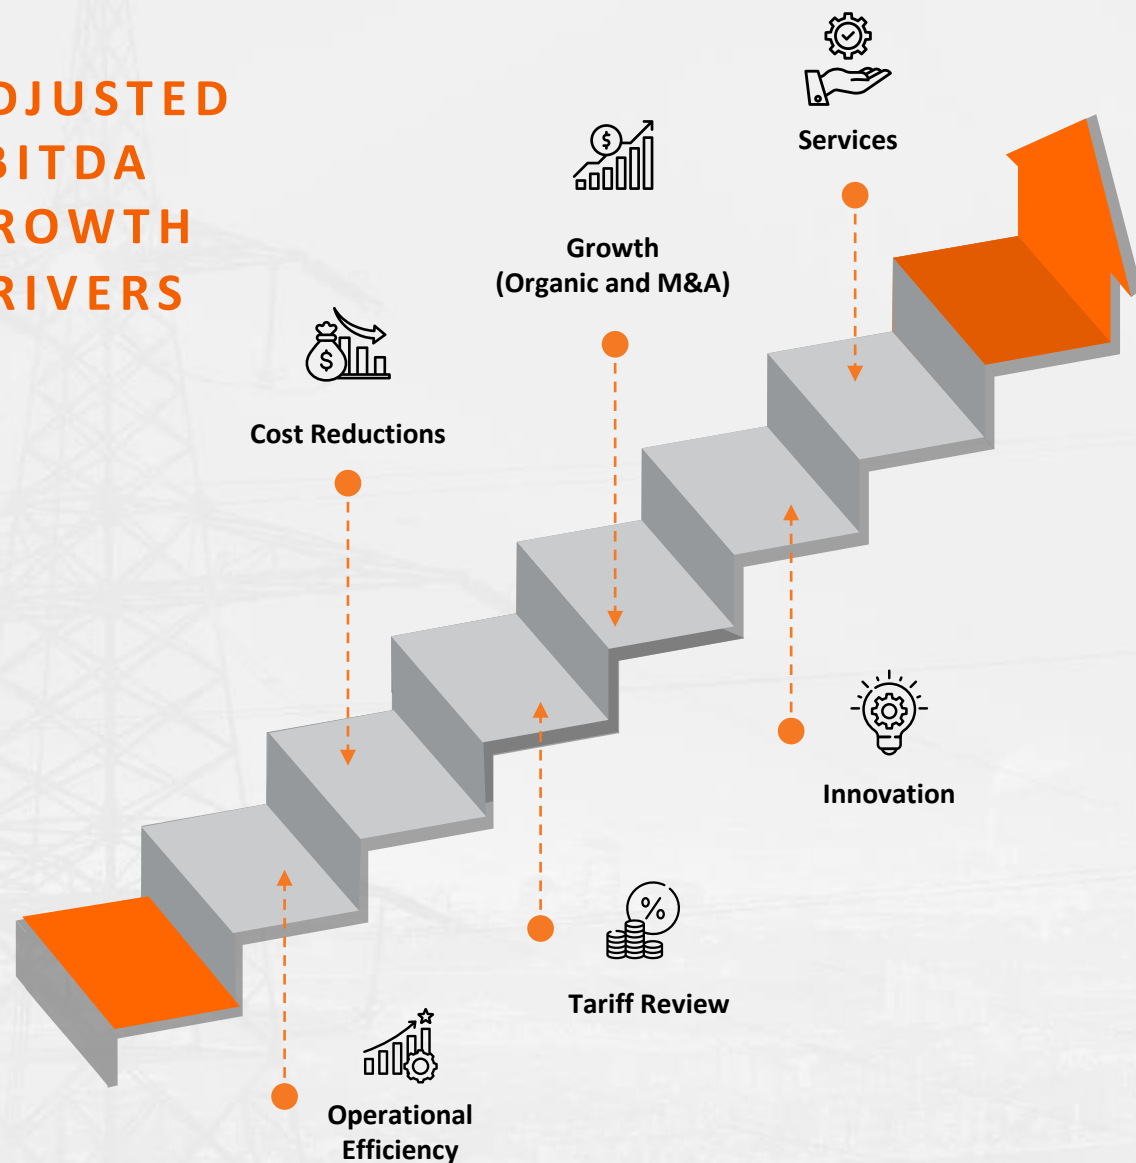 DJUSTED
BITDA
ROWTH
RIVERS
Services
Growth
(Organic and M&A)
Cost Reductions
Innovation
Tariff Review
Operational
Efficiency